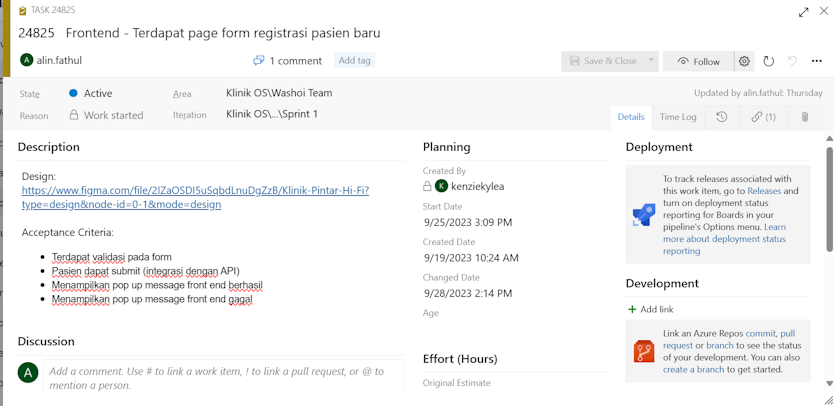 TASK 24825
24825 Frontend - Terdapat page form registrasi pasien baru
A alin.fathul
1 comment
Add tag
Save & Close
Follow
State
Active
Area
Klinik OS\Washoi Team
Updated by alin.fathul: Thursday
Reason
Work started
Iteration
Klinik OS\...\Sprint 1
Details
Time Log
(1)
Description
Design:
https://www.figma.com/file/2IZaOSDI5uSqbdLnuDgZzB/Klinik-Pintar-Hi-Fi?
type=design&node-id=0-1&mode=design
Acceptance Criteria:
Terdapat validasi pada form
Pasien dapat submit (integrasi dengan API)
Menampilkan pop up message front end berhasil
Menampilkan pop up message front end gagal
Discussion
A
Add a comment. Use # to link a work item, ! to link a pull request, or @ to
mention a person.
Planning
Created By
K kenziekylea
Start Date
9/25/2023 3:09 PM
Created Date
9/19/2023 10:24 AM
Changed Date
9/28/2023 2:14 PM
Age
Effort (Hours)
Original Estimate
Deployment
To track releases associated with
this work item, go to Releases and
turn on deployment status
reporting for Boards in your
pipeline's Options menu. Learn
more about deployment status
reporting
Development
+ Add link
Link an Azure Repos commit, pull
request or branch to see the status
of your development. You can also
create a branch to get started.